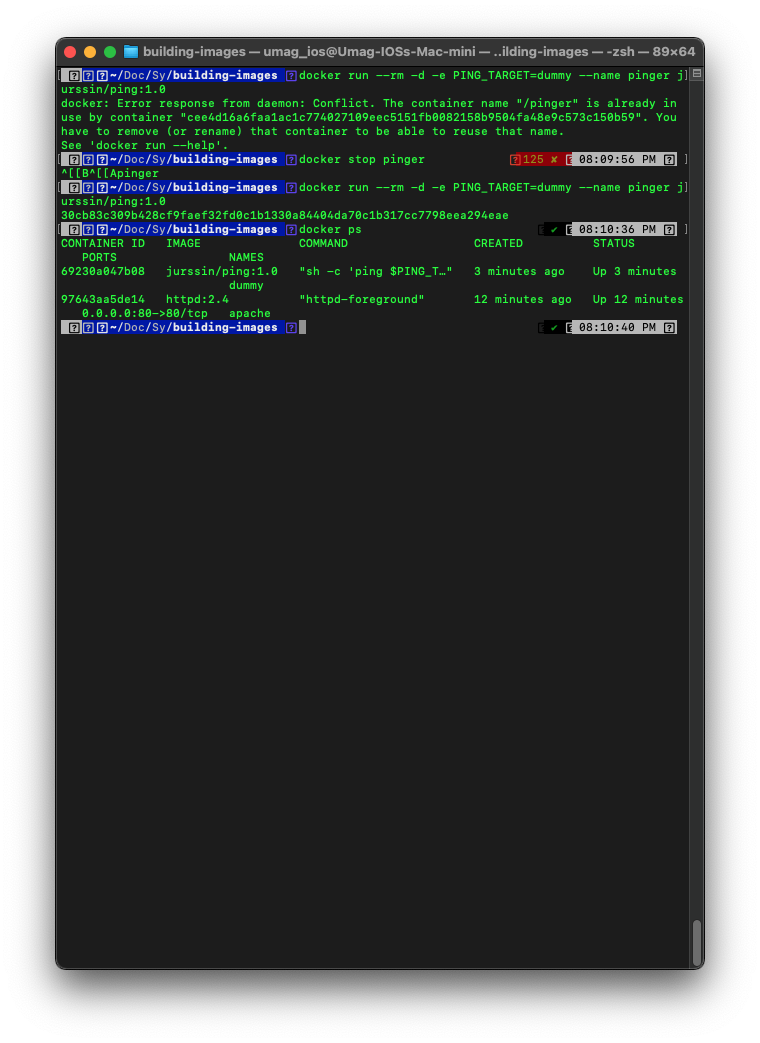 building-images — umag_ios@Umag-IOSs-Mac-mini — ..ilding-images — -zsh — 89×64
~/Doc/Sy/building-images docker run --rm -d -e PING_TARGET=dummy --name pinger j
urssin/ping:1.0
docker: Error response from daemon: Conflict. The container name "/pinger" is already in
use by container "cee4d16a6faa1ac1c774027109eec5151fb0082158b9504fa48e9c573c150b59". You
have to remove (or rename) that container to be able to reuse that name.
See 'docker run --help'.
~/Doc/Sy/building-images docker stop pinger 125 ✘ 08:09:56 PM
^[[B^[[Apinger
~/Doc/Sy/building-images docker run --rm -d -e PING_TARGET=dummy --name pinger j
urssin/ping:1.0
30cb83c309b428cf9faef32fd0c1b1330a84404da70c1b317cc7798eea294eae
~/Doc/Sy/building-images docker ps ✔ 08:10:36 PM
CONTAINER ID IMAGE COMMAND CREATED STATUS
PORTS NAMES
69230a047b08 jurssin/ping:1.0 "sh -c 'ping $PING_T…" 3 minutes ago Up 3 minutes
dummy
97643aa5de14 httpd:2.4 "httpd-foreground" 12 minutes ago Up 12 minutes
0.0.0.0:80->80/tcp apache
~/Doc/Sy/building-images ✔ 08:10:40 PM